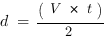 d = ( V × t ) / 2